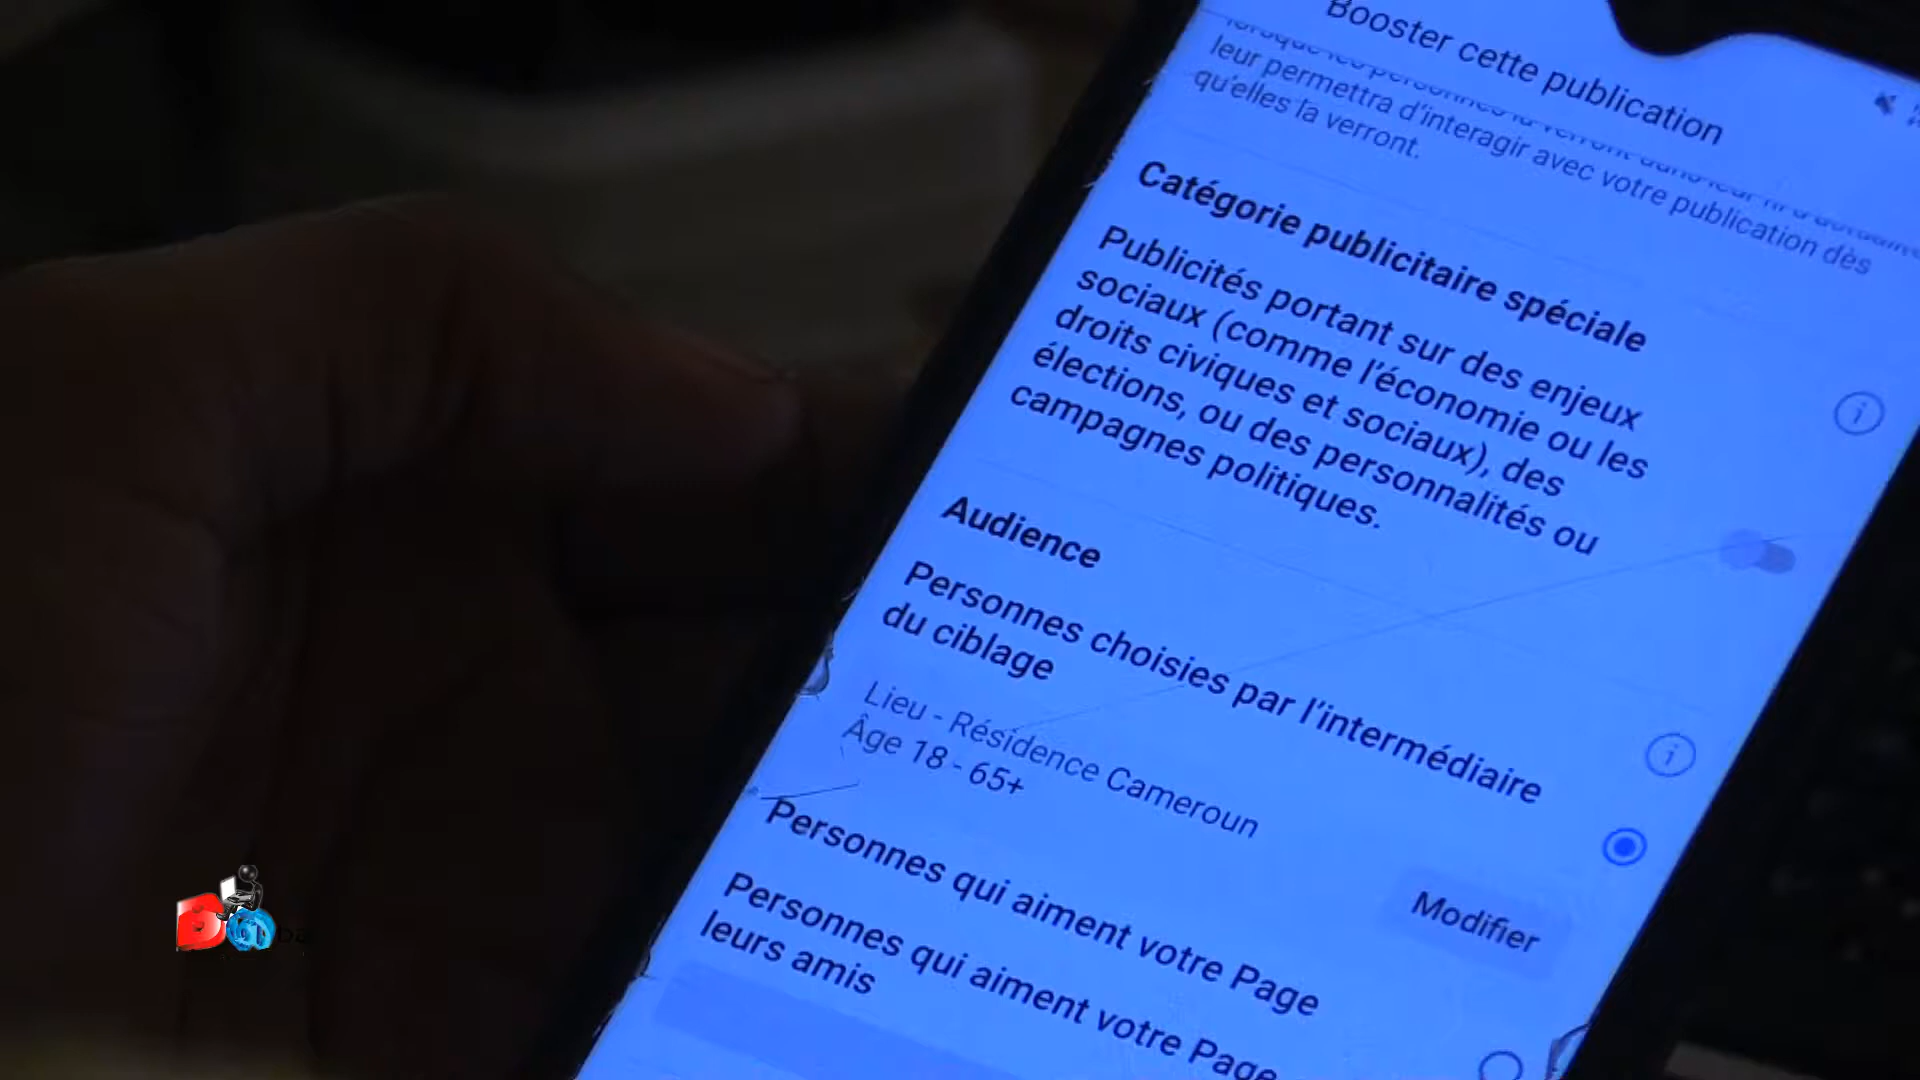 Booster cette publication
leur permettra d'interagir avec votre publication dès
qu'elles la verront.
Catégorie publicitaire spéciale
Publicités portant sur des enjeux
sociaux (comme l'économie ou les
droits civiques et sociaux), des
élections, ou des personnalités ou
campagnes politiques.
Audience
Personnes choisies par l'intermédiaire
du ciblage
Lieu - Résidence Cameroun
Âge 18 - 65+
Modifier
Personnes qui aiment votre Page
Personnes qui aiment votre Page
leurs amis